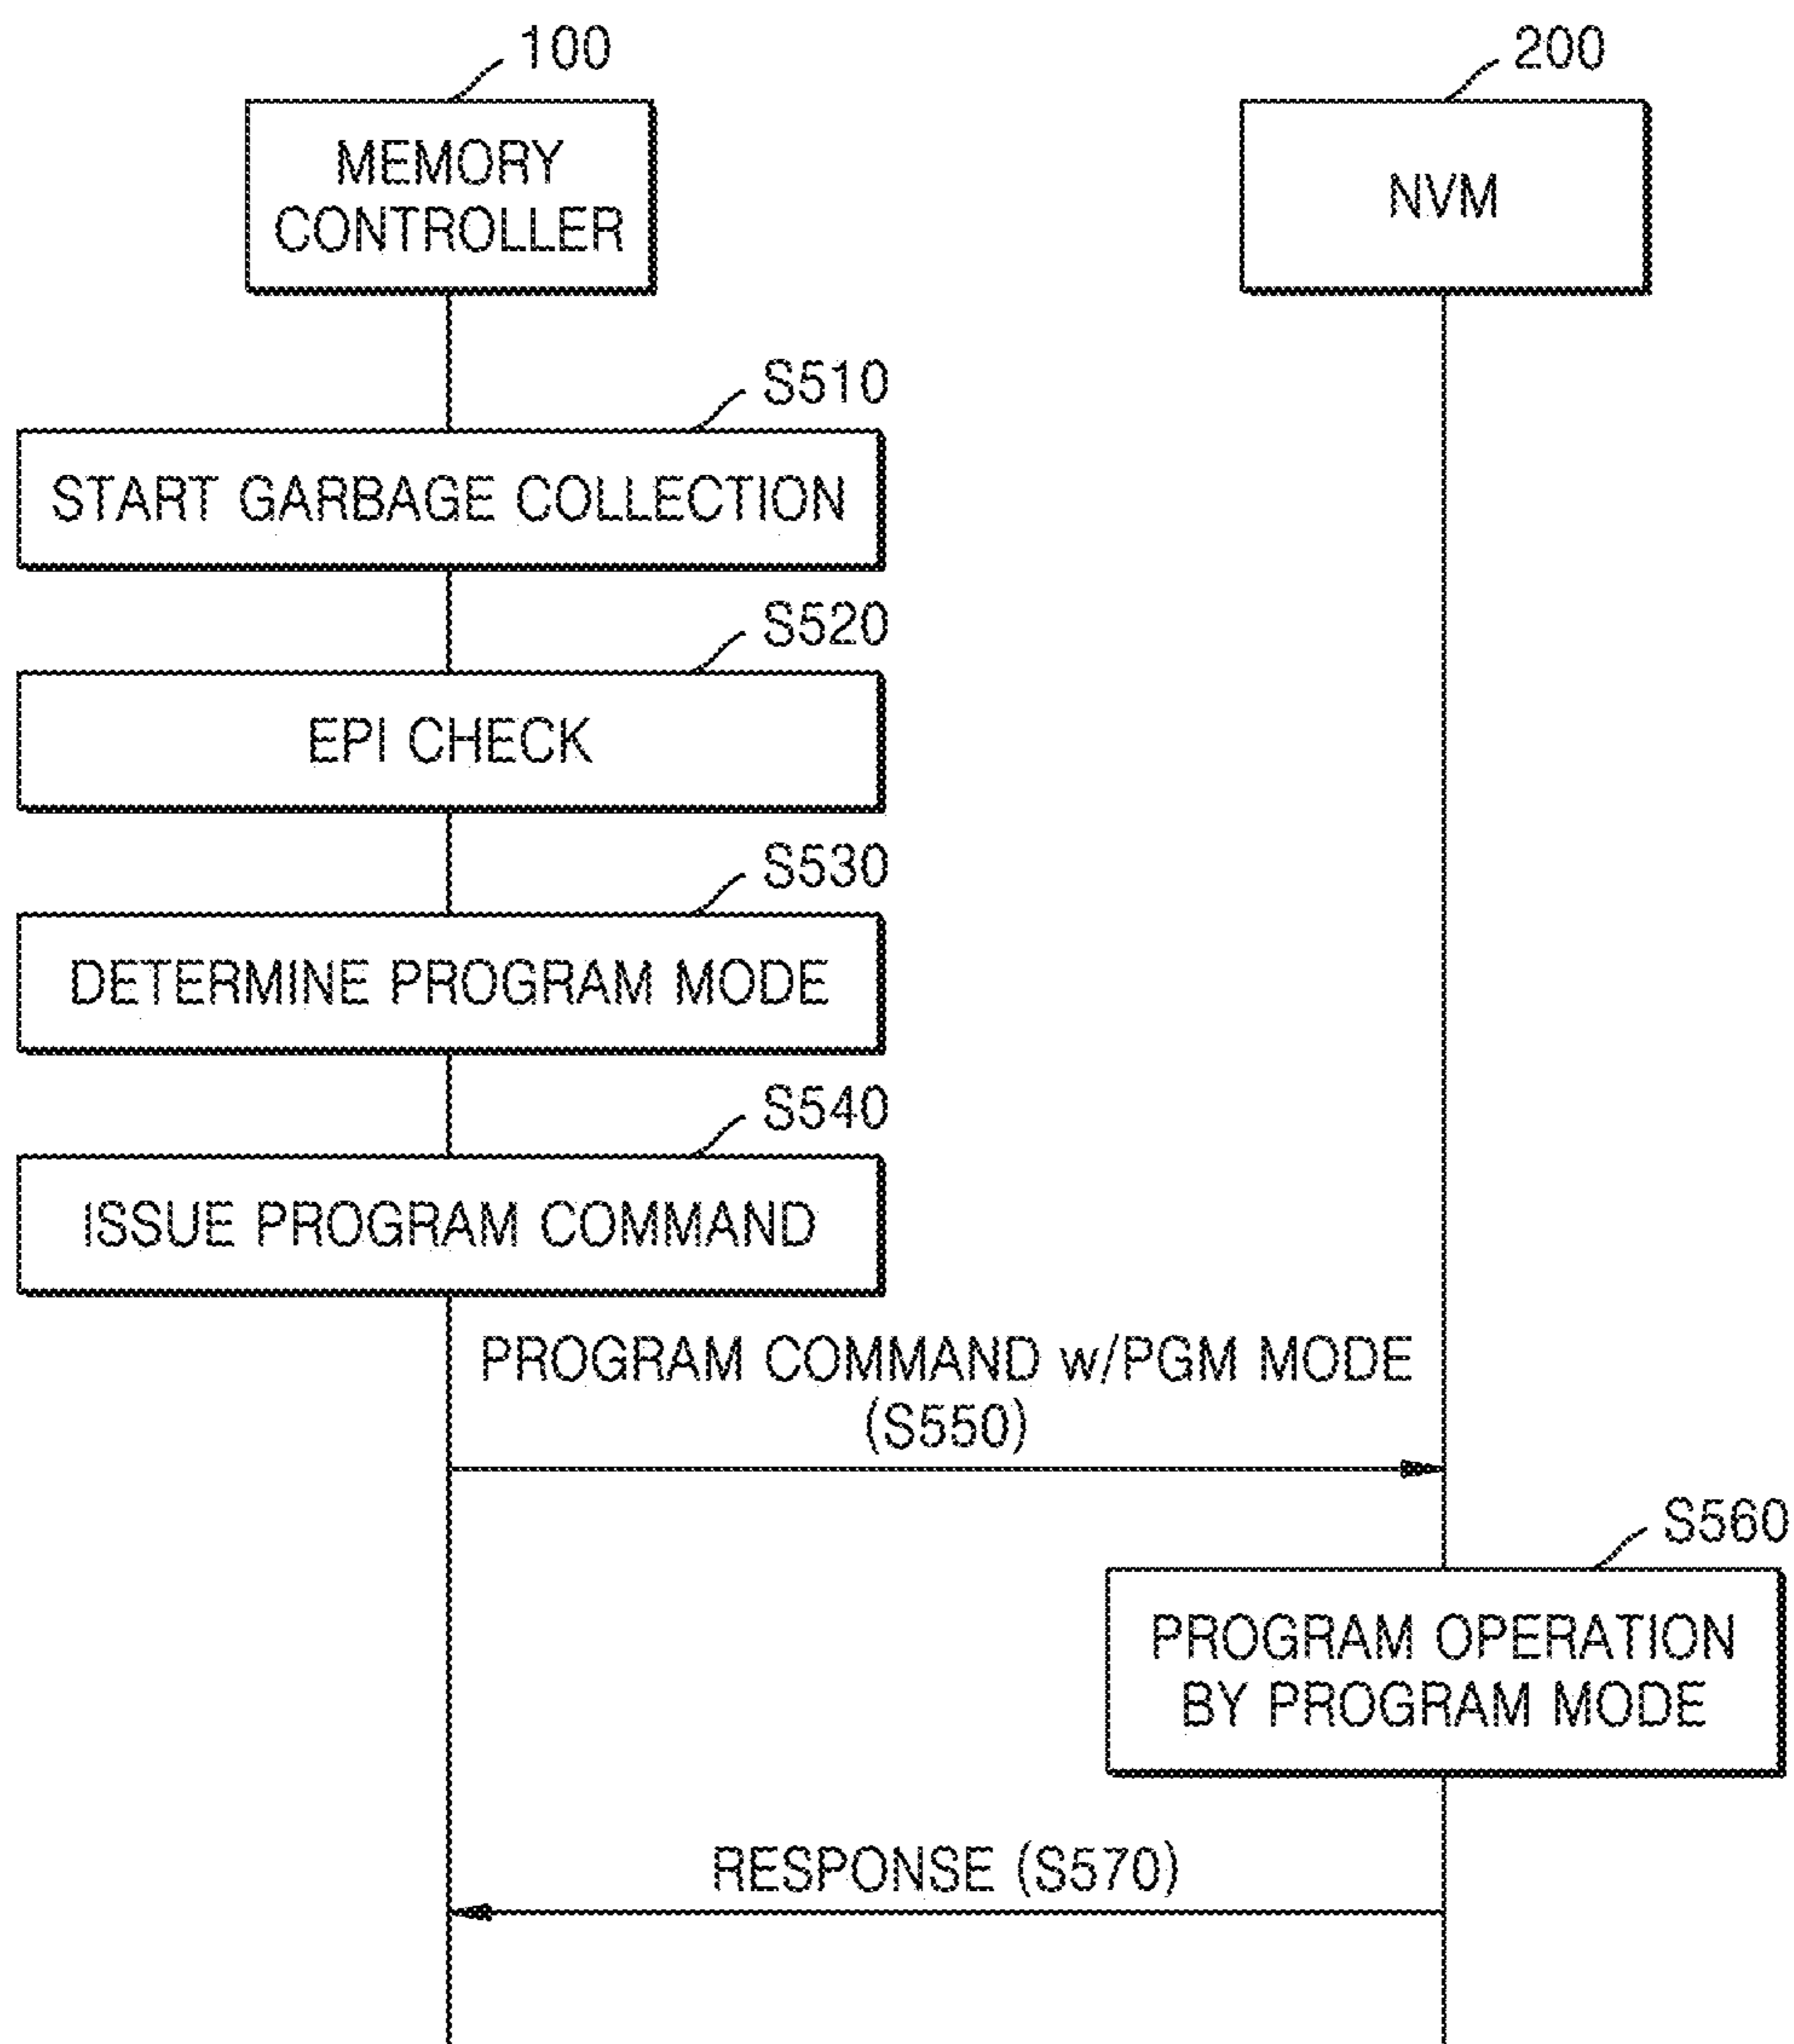 100
200
MEMORY
CONTROLLER
NVM
S510
START GARBAGE COLLECTION
S520
EPI CHECK
S530
DETERMINE PROGRAM MODE
S540
ISSUE PROGRAM COMMAND
PROGRAM COMMAND w/PGM MODE
(S550)
S560
PROGRAM OPERATION
BY PROGRAM MODE
RESPONSE (S570)